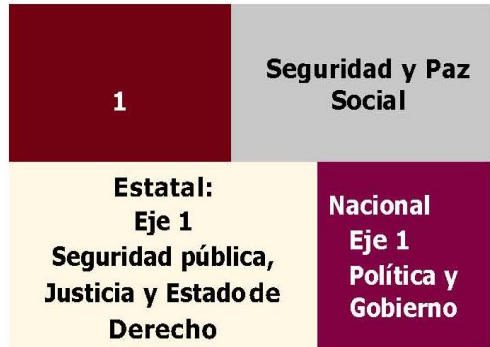 1
Seguridad y Paz
Social
Estatal:
Eje 1
Seguridad pública,
Justicia y Estado de
Derecho
Nacional
Eje 1
Política y
Gobierno